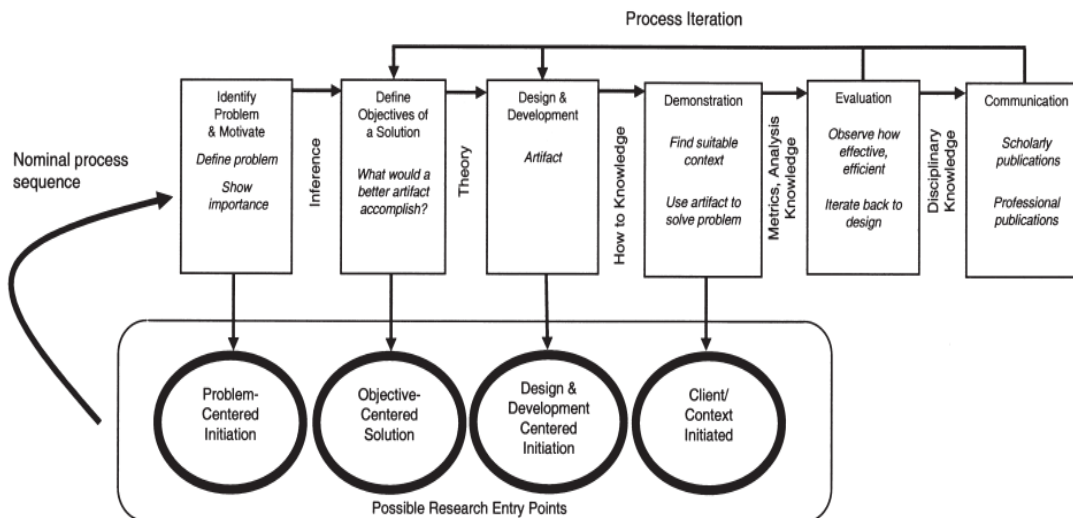 Process Iteration
Nominal process
sequence
Identify
Problem
& Motivate
Define problem
Show
importance
Inference
Define
Objectives of
a Solution
What would a
better artifact
accomplish?
Theory
Design &
Development
Artifact
How to Knowledge
Demonstration
Find suitable
context
Use artifact to
solve problem
Metrics, Analysis
Knowledge
Evaluation
Observe how
effective,
efficient
Iterate back to
design
Disciplinary
Knowledge
Communication
Scholarly
publications
Professional
publications
Problem-
Centered
Initiation
Objective-
Centered
Solution
Design &
Development
Centered
Initiation
Client/
Context
Initiated
Possible Research Entry Points